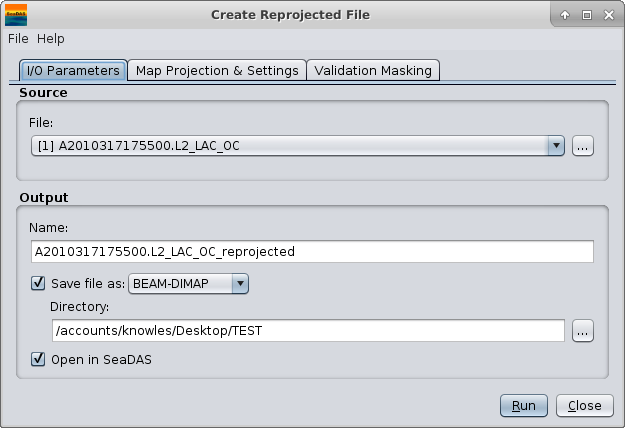 SeaDAS
Create Reprojected File
File Help
I/O Parameters Map Projection & Settings Validation Masking
Source
File:
[1] A2010317175500.L2_LAC_OC ...
Output
Name:
A2010317175500.L2_LAC_OC_reprojected
Save file as: BEAM-DIMAP
Directory:
/accounts/knowles/Desktop/TEST ...
Open in SeaDAS
Run Close